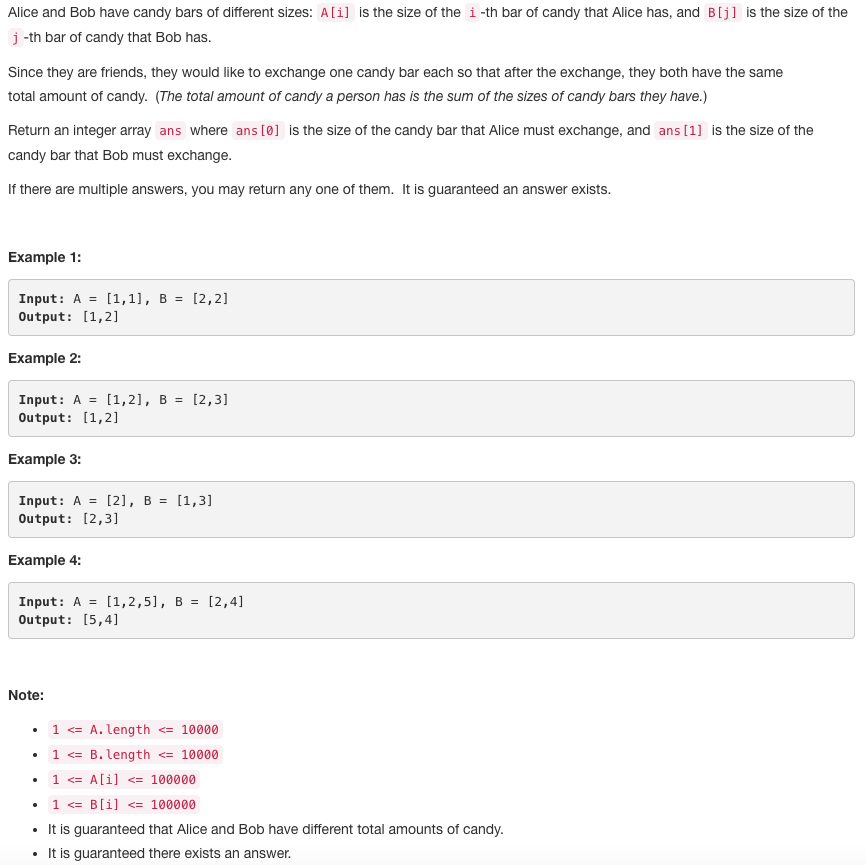 Alice and Bob have candy bars of different sizes: A[i] is the size of the i -th bar of candy that Alice has, and B[j] is the size of the
j -th bar of candy that Bob has.
Since they are friends, they would like to exchange one candy bar each so that after the exchange, they both have the same
total amount of candy. (The total amount of candy a person has is the sum of the sizes of candy bars they have.)
Return an integer array ans where ans[0] is the size of the candy bar that Alice must exchange, and ans[1] is the size of the
candy bar that Bob must exchange.
If there are multiple answers, you may return any one of them. It is guaranteed an answer exists.
Example 1:
Input: A = [1,1], B = [2,2]
Output: [1,2]
Example 2:
Input: A = [1,2], B = [2,3]
Output: [1,2]
Example 3:
Input: A = [2], B = [1,3]
Output: [2,3]
Example 4:
Input: A = [1,2,5], B = [2,4]
Output: [5,4]
Note:
• 1 <= A.length <= 10000
• 1 <= B.length <= 10000
• 1 <= A[i] <= 100000
• 1 <= B[i] <= 100000
• It is guaranteed that Alice and Bob have different total amounts of candy.
• It is guaranteed there exists an answer.